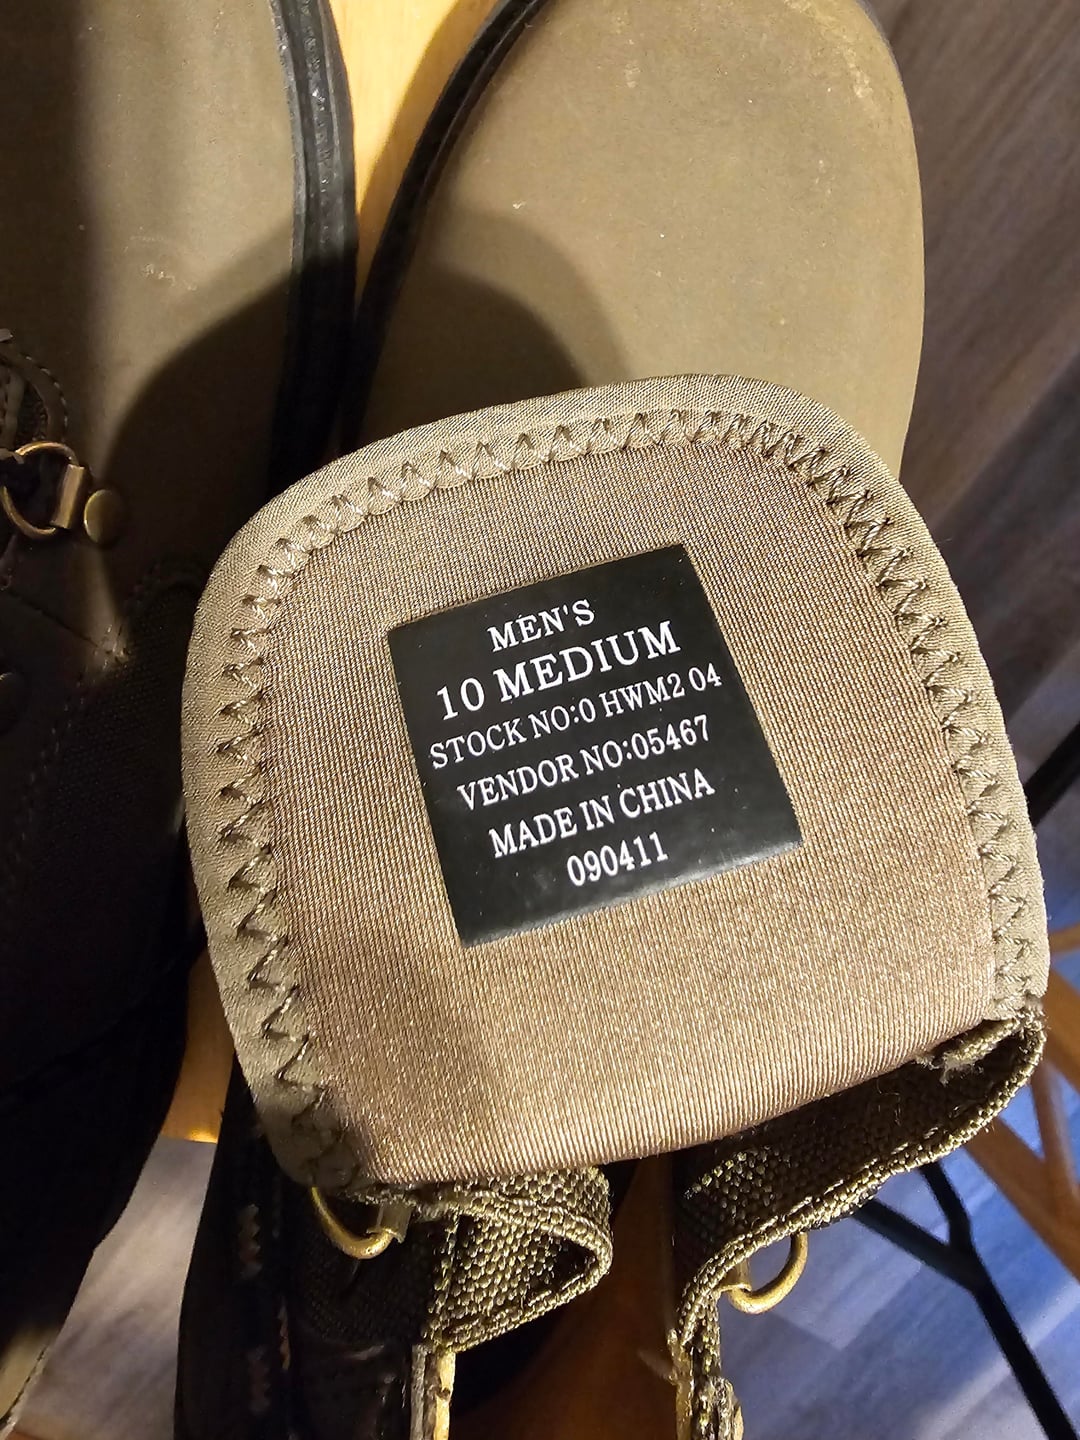 MEN'S
10 MEDIUM
STOCK NO:0 HWM2 04
VENDOR NO:05467
MADE IN CHINA
090411